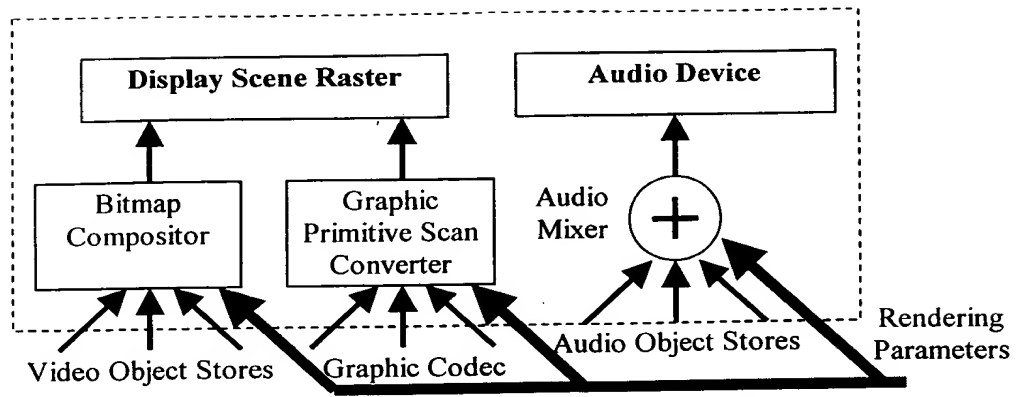 Display Scene Raster
Audio Device
Bitmap
Compositor
Graphic
Primitive Scan
Converter
Audio
Mixer
Video Object Stores
Graphic Codec
Audio Object Stores
Rendering
Parameters